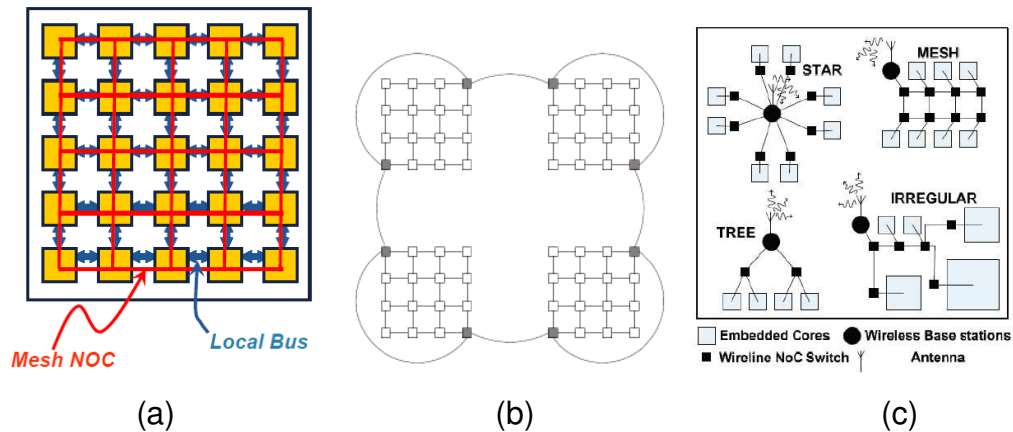 Mesh NOC
Local Bus
(a)
(b)
STAR
MESH
TREE
IRREGULAR
Embedded Cores
Wireless Base stations
Wireline NoC Switch
Antenna
(c)